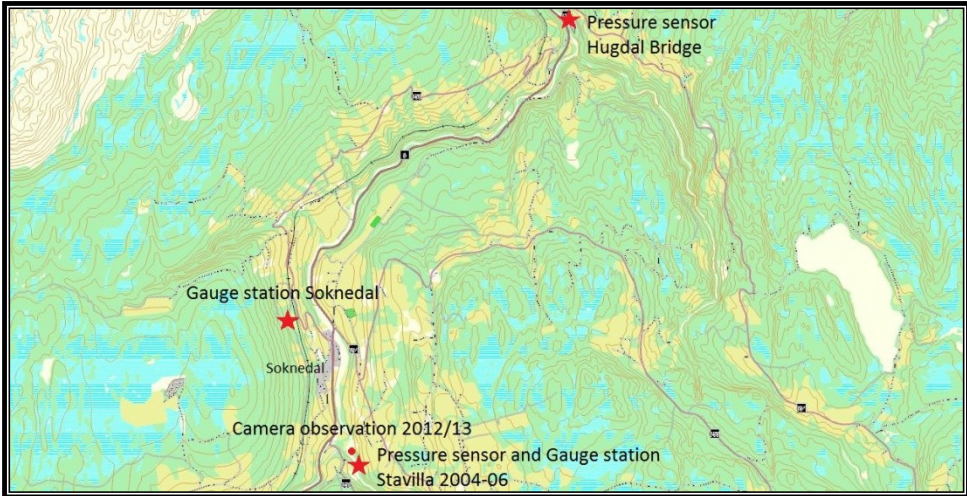 Pressure sensor
Hugdal Bridge
6
Gauge station Soknedal
Soknedal
Camera observation 2012/13
Pressure sensor and Gauge station
Stavilla 2004-06